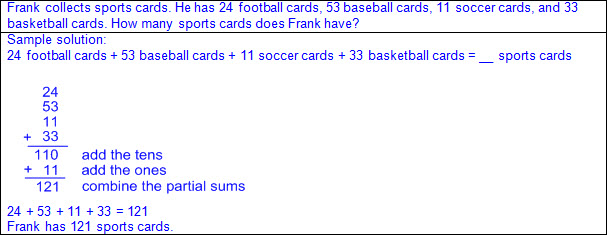 Frank collects sports cards. He has 24 football cards, 53 baseball cards, 11 soccer cards, and 33
basketball cards. How many sports cards does Frank have?
Sample solution:
24 football cards + 53 baseball cards + 11 soccer cards + 33 basketball cards = __ sports cards
24
53
11
+ 33
110 add the tens
+ 11 add the ones
121 combine the partial sums
24 + 53 + 11 + 33 = 121
Frank has 121 sports cards.